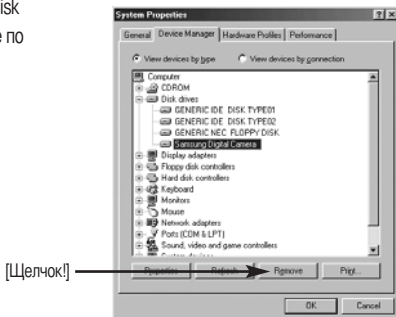 isk
е по
System Properties
General Device Manager Hardware Profiles Performance
View devices by type View devices by connection
Computer
CDROM
Disk drives
GENERIC IDE DISK TYPE01
GENERIC IDE DISK TYPE02
GENERIC NEC FLOPPY DISK
Samsung Digital Camera
Display adapters
Floppy disk controllers
Hard disk controllers
Keyboard
Monitors
Mouse
Network adapters
Ports (COM & LPT)
Sound, video and game controllers
[Щелчок!]
Properties Refresh Remove Print...
OK Cancel